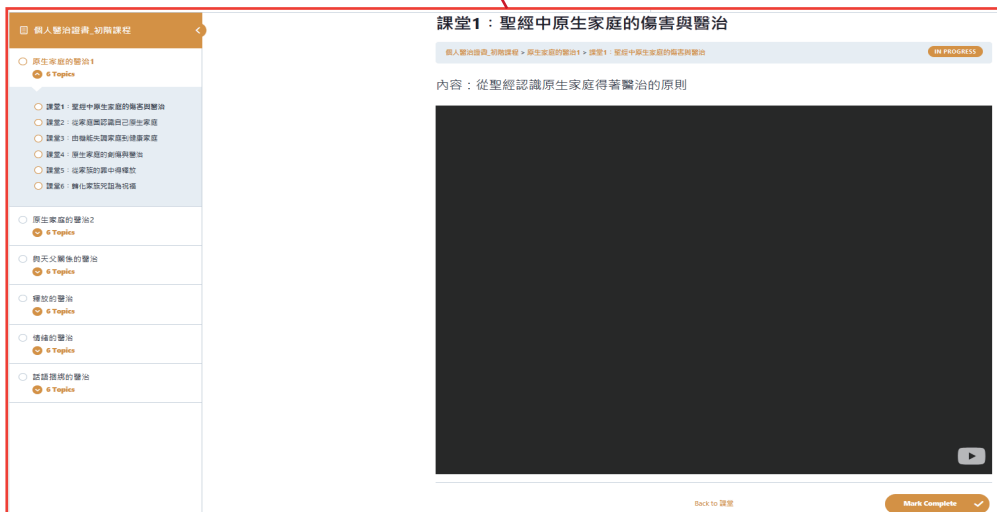 個人醫治證書_初階課程
原生家庭的醫治1
6 Topics
課堂1：聖經中原生家庭的傷害與醫治
課堂2：從家庭圖認識自己原生家庭
課堂3：由機能失調家庭到健康家庭
課堂4：原生家庭的創傷與醫治
課堂5：從家族的罪中得釋放
課堂6：轉化家族咒詛為祝福
原生家庭的醫治2
6 Topics
與天父關係的醫治
6 Topics
釋放的醫治
6 Topics
情緒的醫治
6 Topics
話語捆綁的醫治
6 Topics
課堂1：聖經中原生家庭的傷害與醫治
個人醫治證書_初階課程 > 原生家庭的醫治1 > 課堂1：聖經中原生家庭的傷害與醫治
IN PROGRESS
內容：從聖經認識原生家庭得著醫治的原則
Back to 課堂
Mark Complete